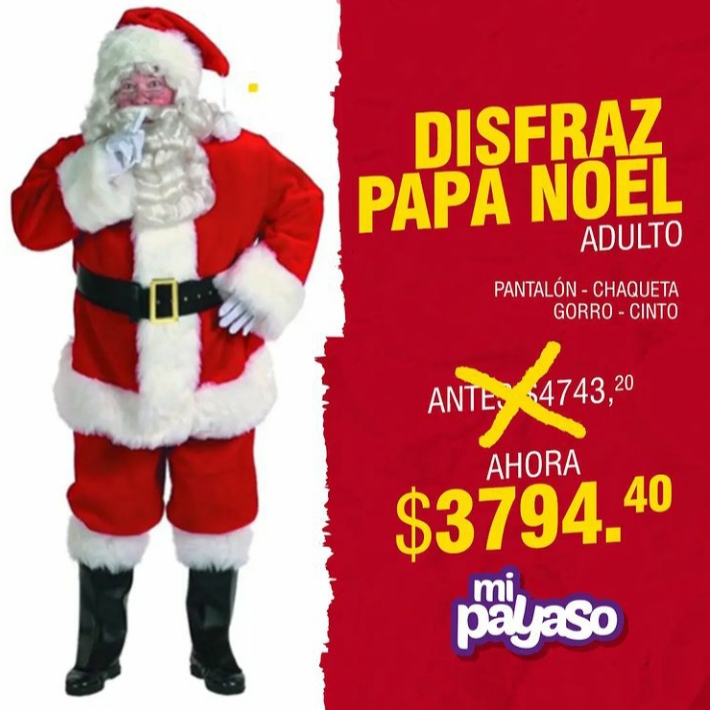 DISFRAZ
PAPA NOEL
ADULTO
PANTALÓN - CHAQUETA
GORRO - CINTO
ANTES $4743,20
AHORA
$3794.40
mi
payaso